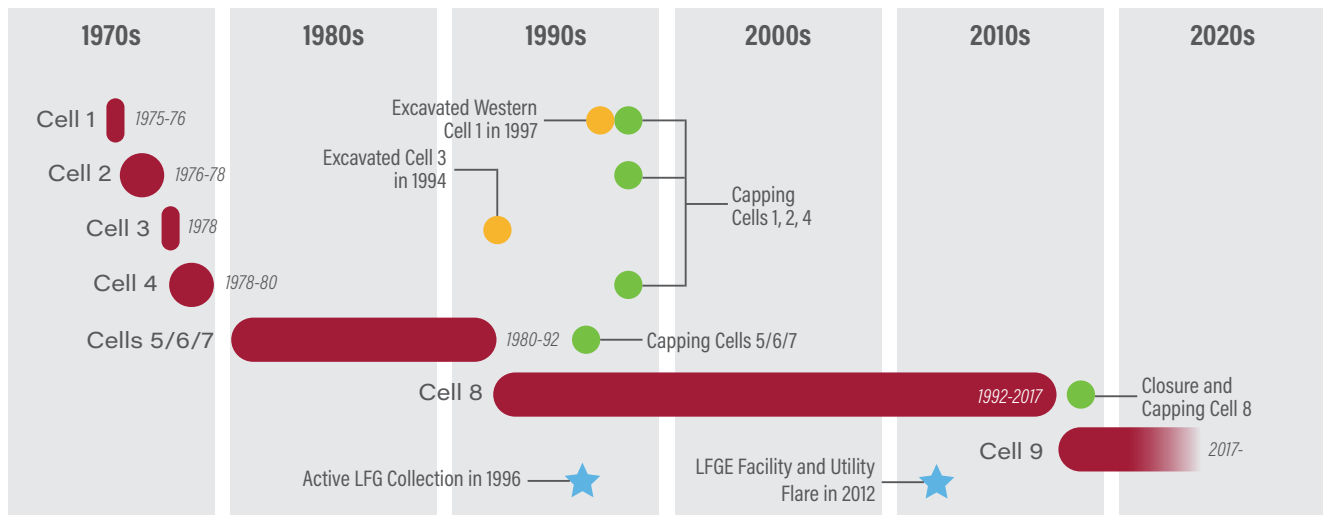 1970s
1980s
1990s
2000s
2010s
2020s
Cell 1
1975-76
Excavated Western
Cell 1 in 1997
Excavated Cell 3
in 1994
Cell 2
1976-78
Capping
Cells 1, 2, 4
Cell 3
1978
Cell 4
1978-80
Cells 5/6/7
1980-92
Capping Cells 5/6/7
Cell 8
1992-2017
Closure and
Capping Cell 8
Cell 9
2017-
Active LFG Collection in 1996
LFGE Facility and Utility
Flare in 2012